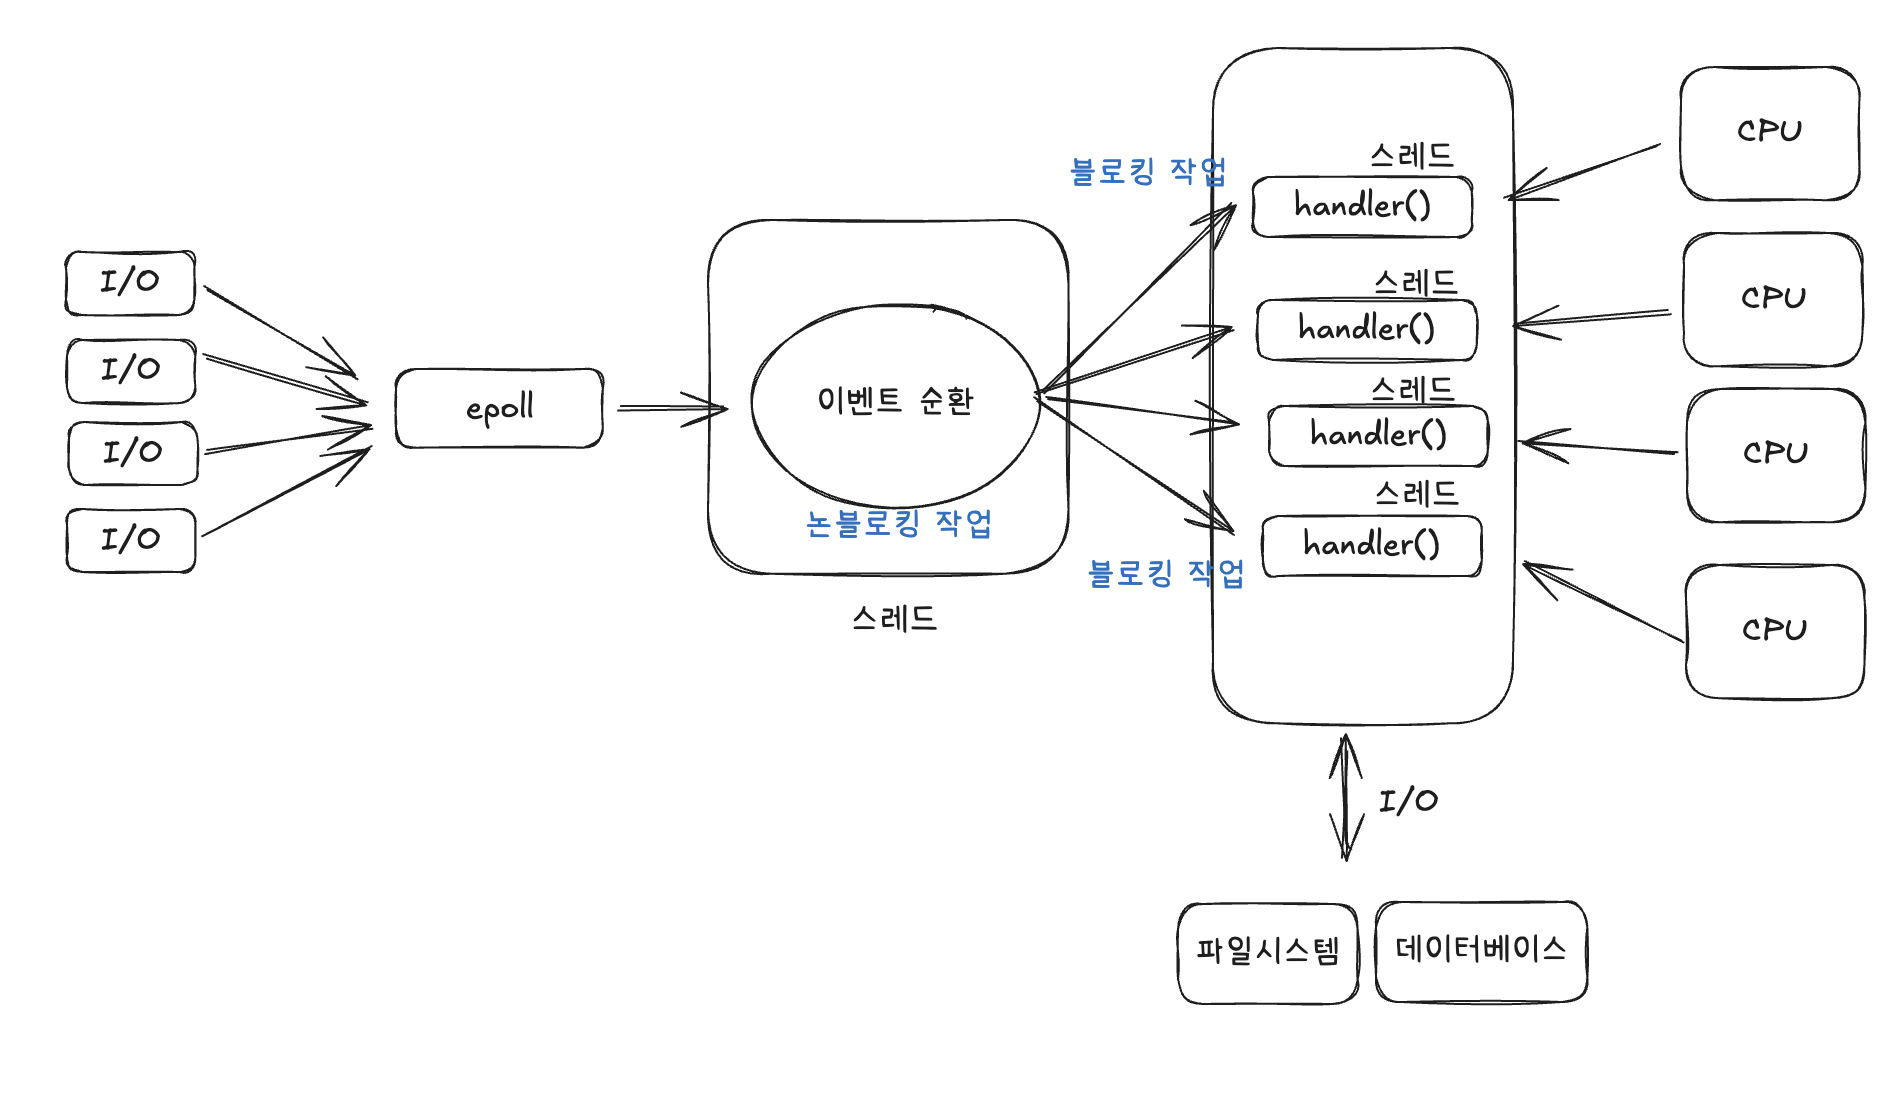 I/O
I/O
I/O
I/O
epoll
이벤트 순환
논블로킹 작업
스레드
블로킹 작업
블로킹 작업
스레드
handler()
스레드
handler()
스레드
handler()
스레드
handler()
CPU
CPU
CPU
CPU
I/O
파일시스템
데이터베이스